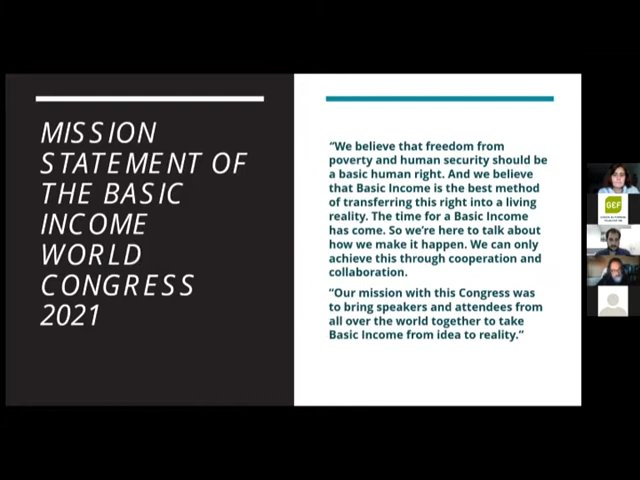 MISSION
STATEMENT OF
THE BASIC
INCOME
WORLD
CONGRESS
2021
“We believe that freedom from
poverty and human security should be
a basic human right. And we believe
that Basic Income is the best method
of transferring this right into a living
reality. The time for a Basic Income
has come. So we’re here to talk about
how we make it happen. We can only
achieve this through cooperation and
collaboration.
“Our mission with this Congress was
to bring speakers and attendees from
all over the world together to take
Basic Income from idea to reality.”
GEF